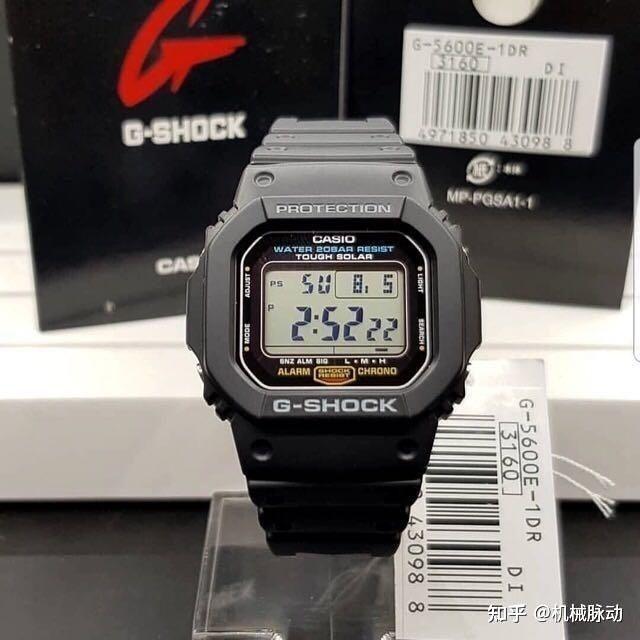 G-SHOCK
CASIO
G-5600E-1DR
3160
DI
4971850 43098 8
MP-PGSA1-1
PROTECTION
CASIO
WATER 20BAR RESIST
TOUGH SOLAR
ADJUST
MODE
LIGHT
SEARCH
PS SU 8. 5
P 2:52 22
SNZ ALM SIG L • M • H
ALARM SHOCK RESIST CHRONO
G-SHOCK
G-5600E-1DR
3160
DI
43098 8
知乎 @机械脉动